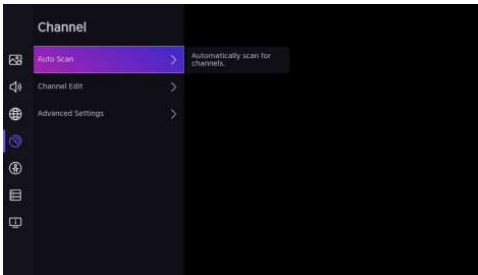 Channel
Auto Scan
Automatically scan for
channels.
Channel Edit
Advanced Settings